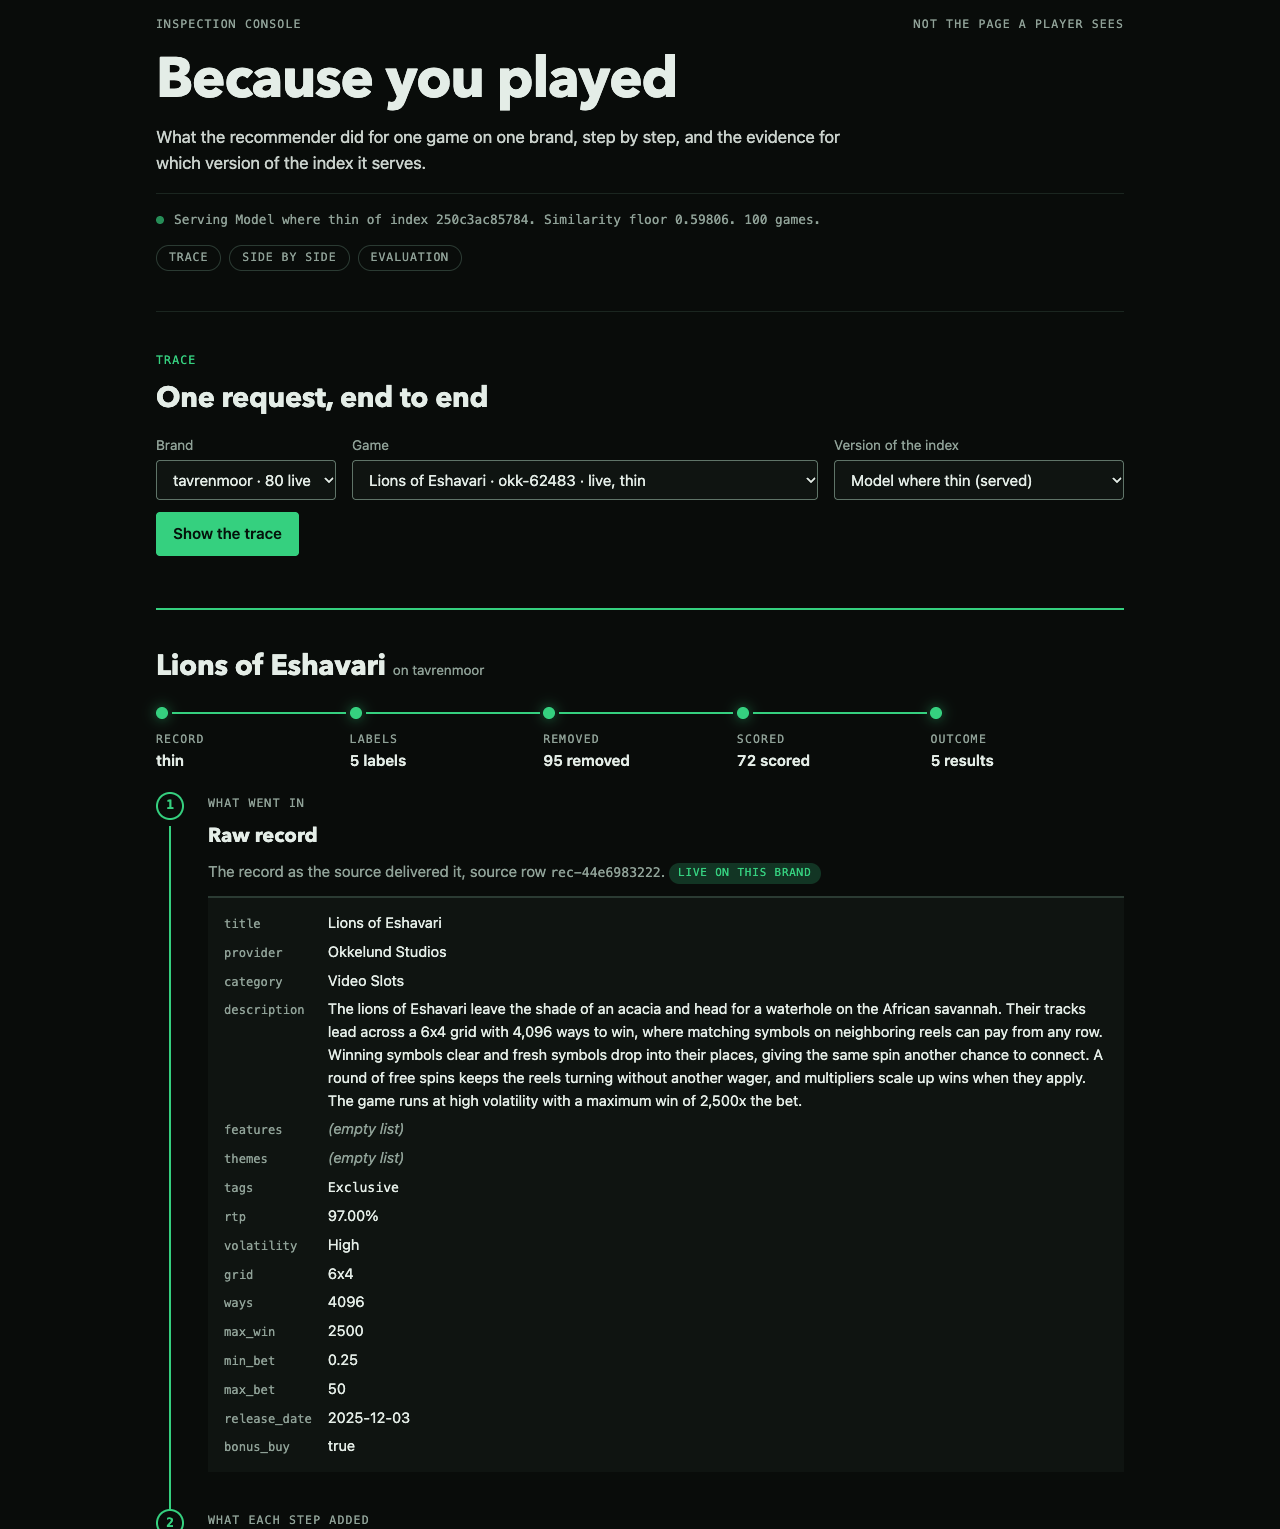 INSPECTION CONSOLE
NOT THE PAGE A PLAYER SEES
Because you played
What the recommender did for one game on one brand, step by step, and the evidence for
which version of the index it serves.
Serving Model where thin of index 250c3ac85784. Similarity floor 0.59806. 100 games.
TRACE
SIDE BY SIDE
EVALUATION
TRACE
One request, end to end
Brand
Game
Version of the index
tavrenmoor · 80 live
Lions of Eshavari · okk-62483 · live, thin
Model where thin (served)
Show the trace
Lions of Eshavari on tavrenmoor
RECORD
LABELS
REMOVED
SCORED
OUTCOME
thin
5 labels
95 removed
72 scored
5 results
1
WHAT WENT IN
Raw record
The record as the source delivered it, source row rec-44e6983222. LIVE ON THIS BRAND
title Lions of Eshavari
provider Okkelund Studios
category Video Slots
description The lions of Eshavari leave the shade of an acacia and head for a waterhole on the African savannah. Their tracks
lead across a 6x4 grid with 4,096 ways to win, where matching symbols on neighboring reels can pay from any row.
Winning symbols clear and fresh symbols drop into their places, giving the same spin another chance to connect. A
round of free spins keeps the reels turning without another wager, and multipliers scale up wins when they apply.
The game runs at high volatility with a maximum win of 2,500x the bet.
features (empty list)
themes (empty list)
tags Exclusive
rtp 97.00%
volatility High
grid 6x4
ways 4096
max_win 2500
min_bet 0.25
max_bet 50
release_date 2025-12-03
bonus_buy true
2
WHAT EACH STEP ADDED